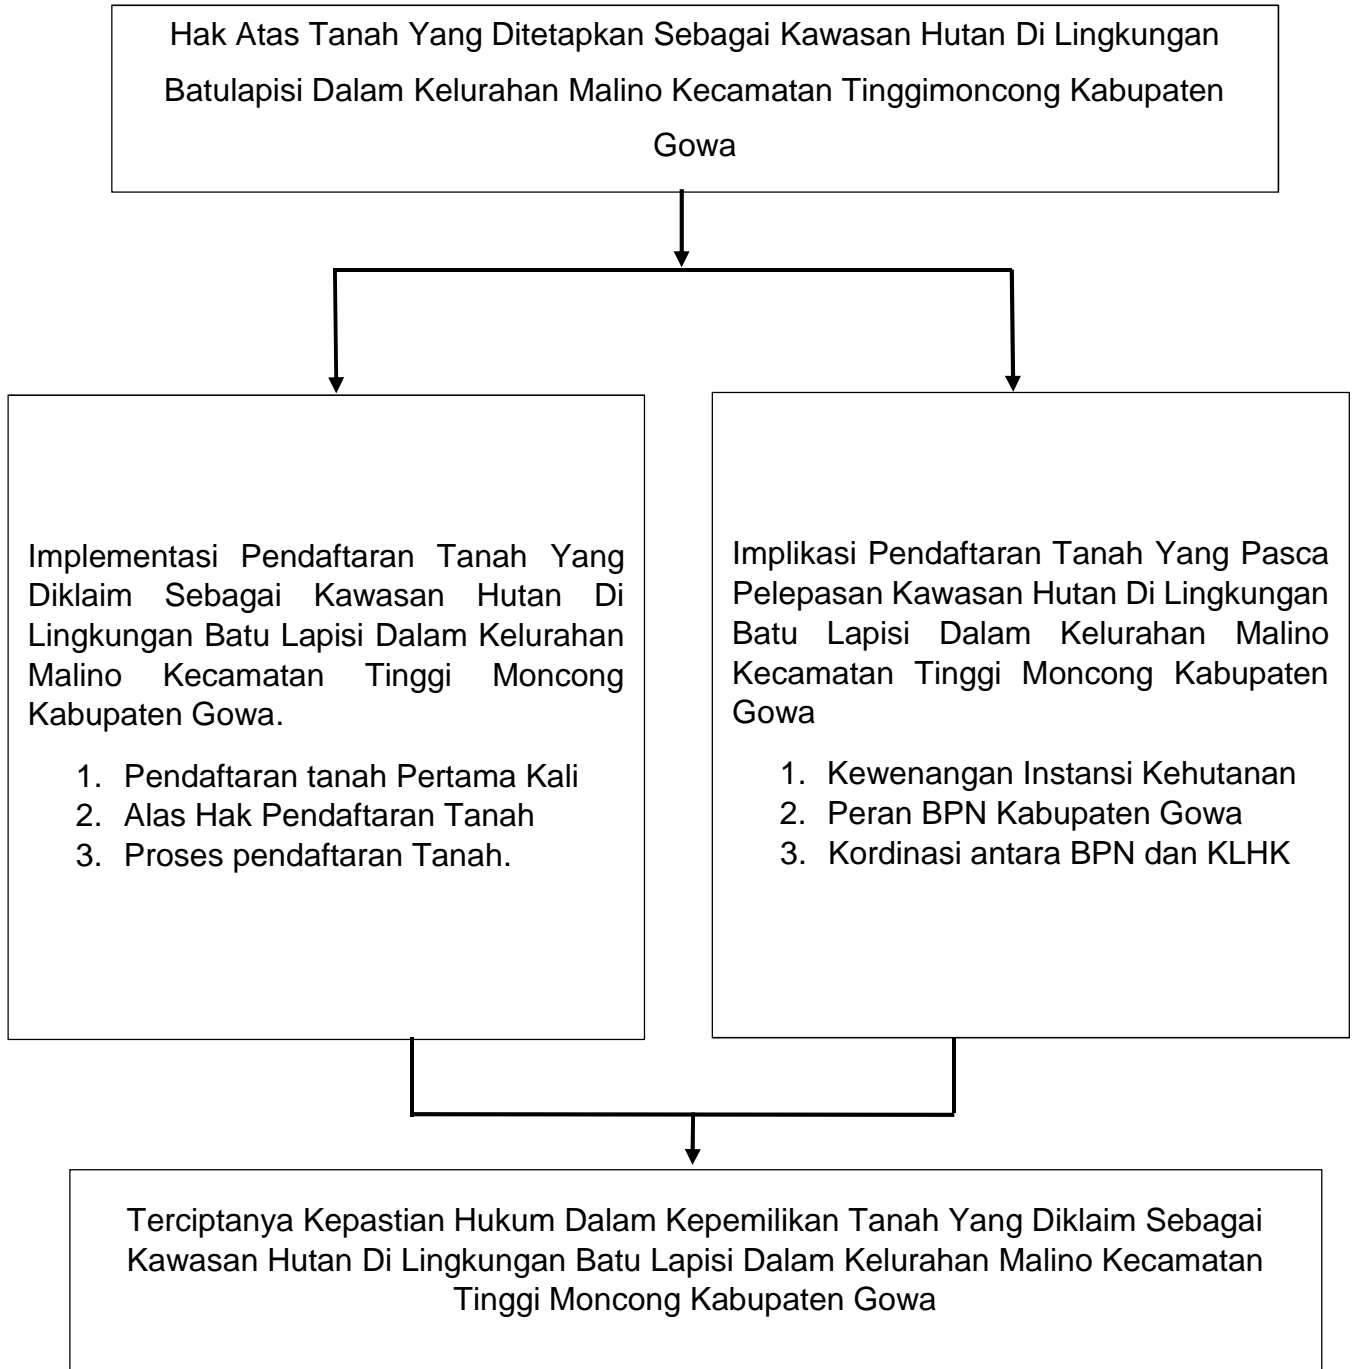 Hak Atas Tanah Yang Ditetapkan Sebagai Kawasan Hutan Di Lingkungan
Batulapisi Dalam Kelurahan Malino Kecamatan Tinggimoncong Kabupaten
Gowa
Implementasi Pendaftaran Tanah Yang
Diklaim Sebagai Kawasan Hutan Di
Lingkungan Batu Lapisi Dalam Kelurahan
Malino Kecamatan Tinggi Moncong
Kabupaten Gowa.
1. Pendaftaran tanah Pertama Kali
2. Alas Hak Pendaftaran Tanah
3. Proses pendaftaran Tanah.
Implikasi Pendaftaran Tanah Yang Pasca
Pelepasan Kawasan Hutan Di Lingkungan
Batu Lapisi Dalam Kelurahan Malino
Kecamatan Tinggi Moncong Kabupaten
Gowa
1. Kewenangan Instansi Kehutanan
2. Peran BPN Kabupaten Gowa
3. Kordinasi antara BPN dan KLHK
Terciptanya Kepastian Hukum Dalam Kepemilikan Tanah Yang Diklaim Sebagai
Kawasan Hutan Di Lingkungan Batu Lapisi Dalam Kelurahan Malino Kecamatan
Tinggi Moncong Kabupaten Gowa